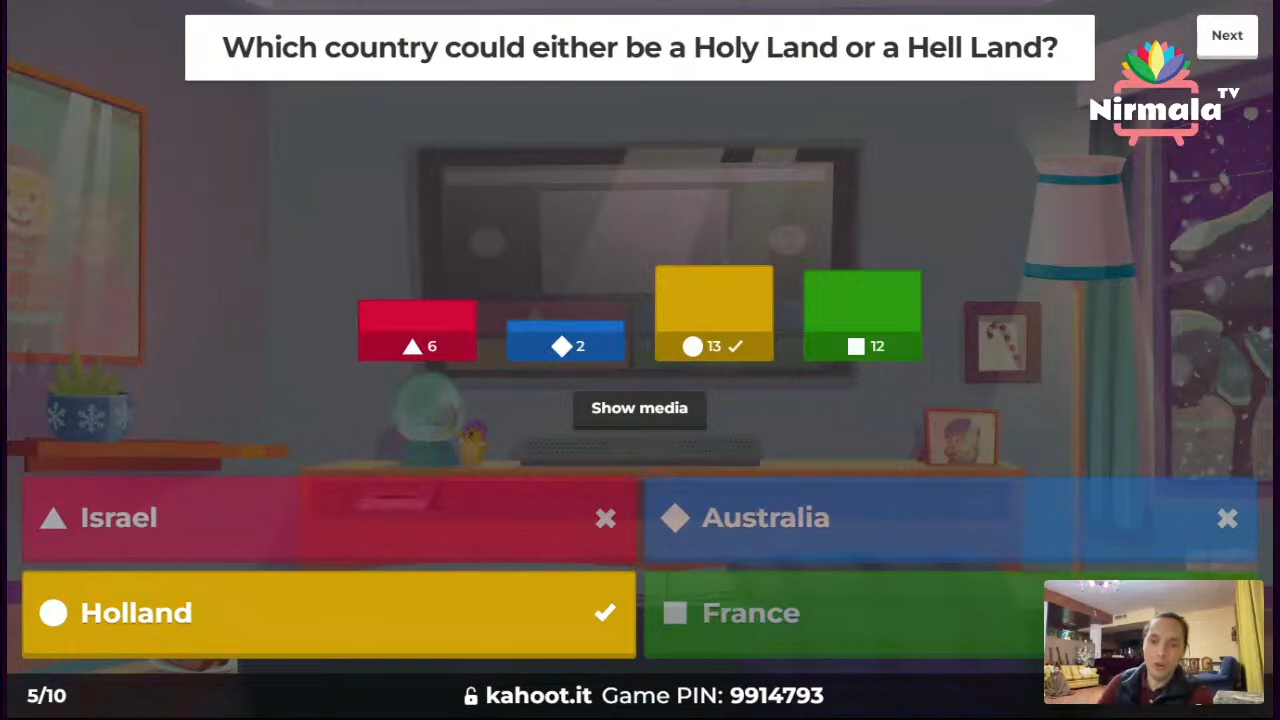 Which country could either be a Holy Land or a Hell Land?
Next
Nirmala TV
6
2
13
12
Show media
Israel
Australia
Holland
France
5/10
kahoot.it Game PIN: 9914793